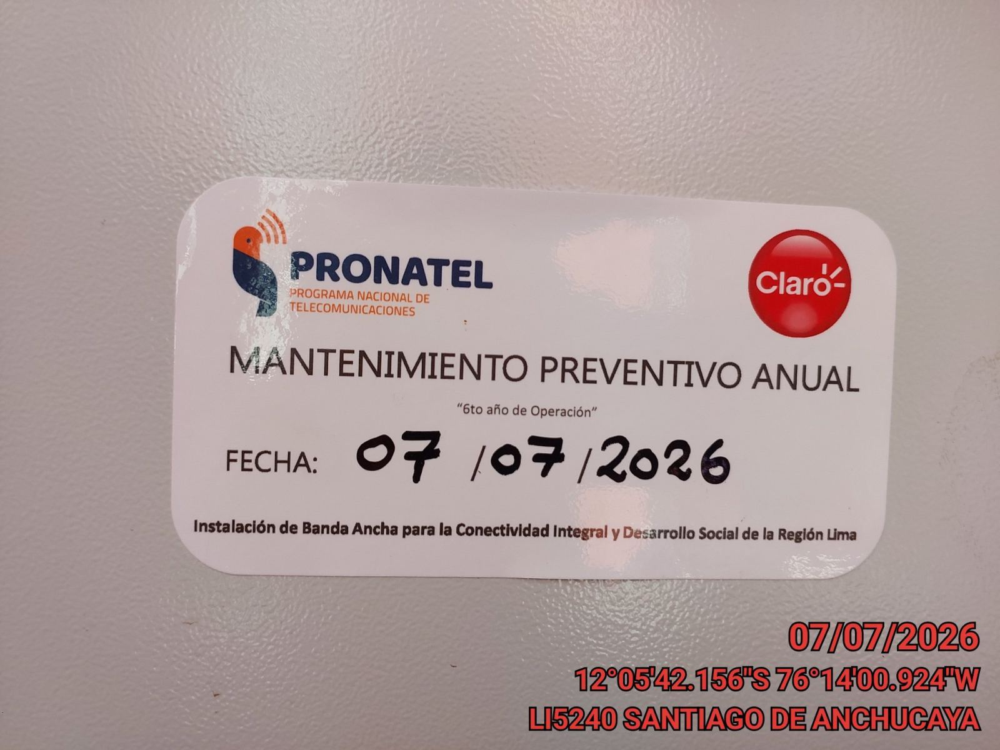 PRONATEL
PROGRAMA NACIONAL DE
TELECOMUNICACIONES
Claro
MANTENIMIENTO PREVENTIVO ANUAL
“6to año de Operación”
FECHA: 07 / 07 / 2026
Instalación de Banda Ancha para la Conectividad Integral y Desarrollo Social de la Región Lima
07/07/2026
12°05'42.156"S 76°14'00.924"W
LI5240 SANTIAGO DE ANCHUCAYA